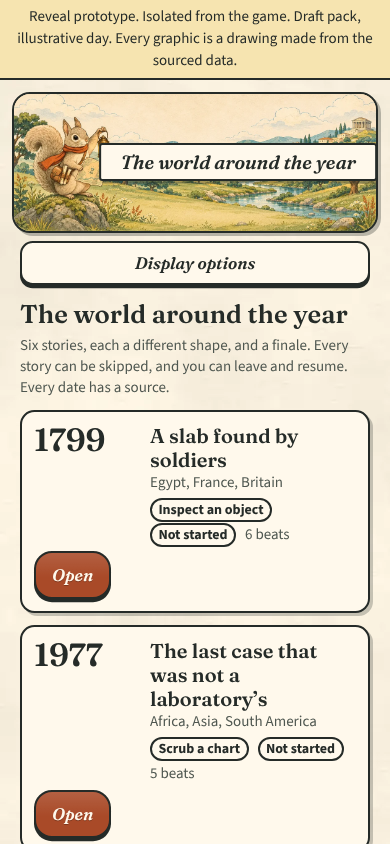 Reveal prototype. Isolated from the game. Draft pack,
illustrative day. Every graphic is a drawing made from the
sourced data.
The world around the year
Display options
The world around the year
Six stories, each a different shape, and a finale. Every
story can be skipped, and you can leave and resume.
Every date has a source.
1799
A slab found by
soldiers
Egypt, France, Britain
Inspect an object
Not started 6 beats
Open
1977
The last case that
was not a
laboratory’s
Africa, Asia, South America
Scrub a chart Not started
5 beats
Open